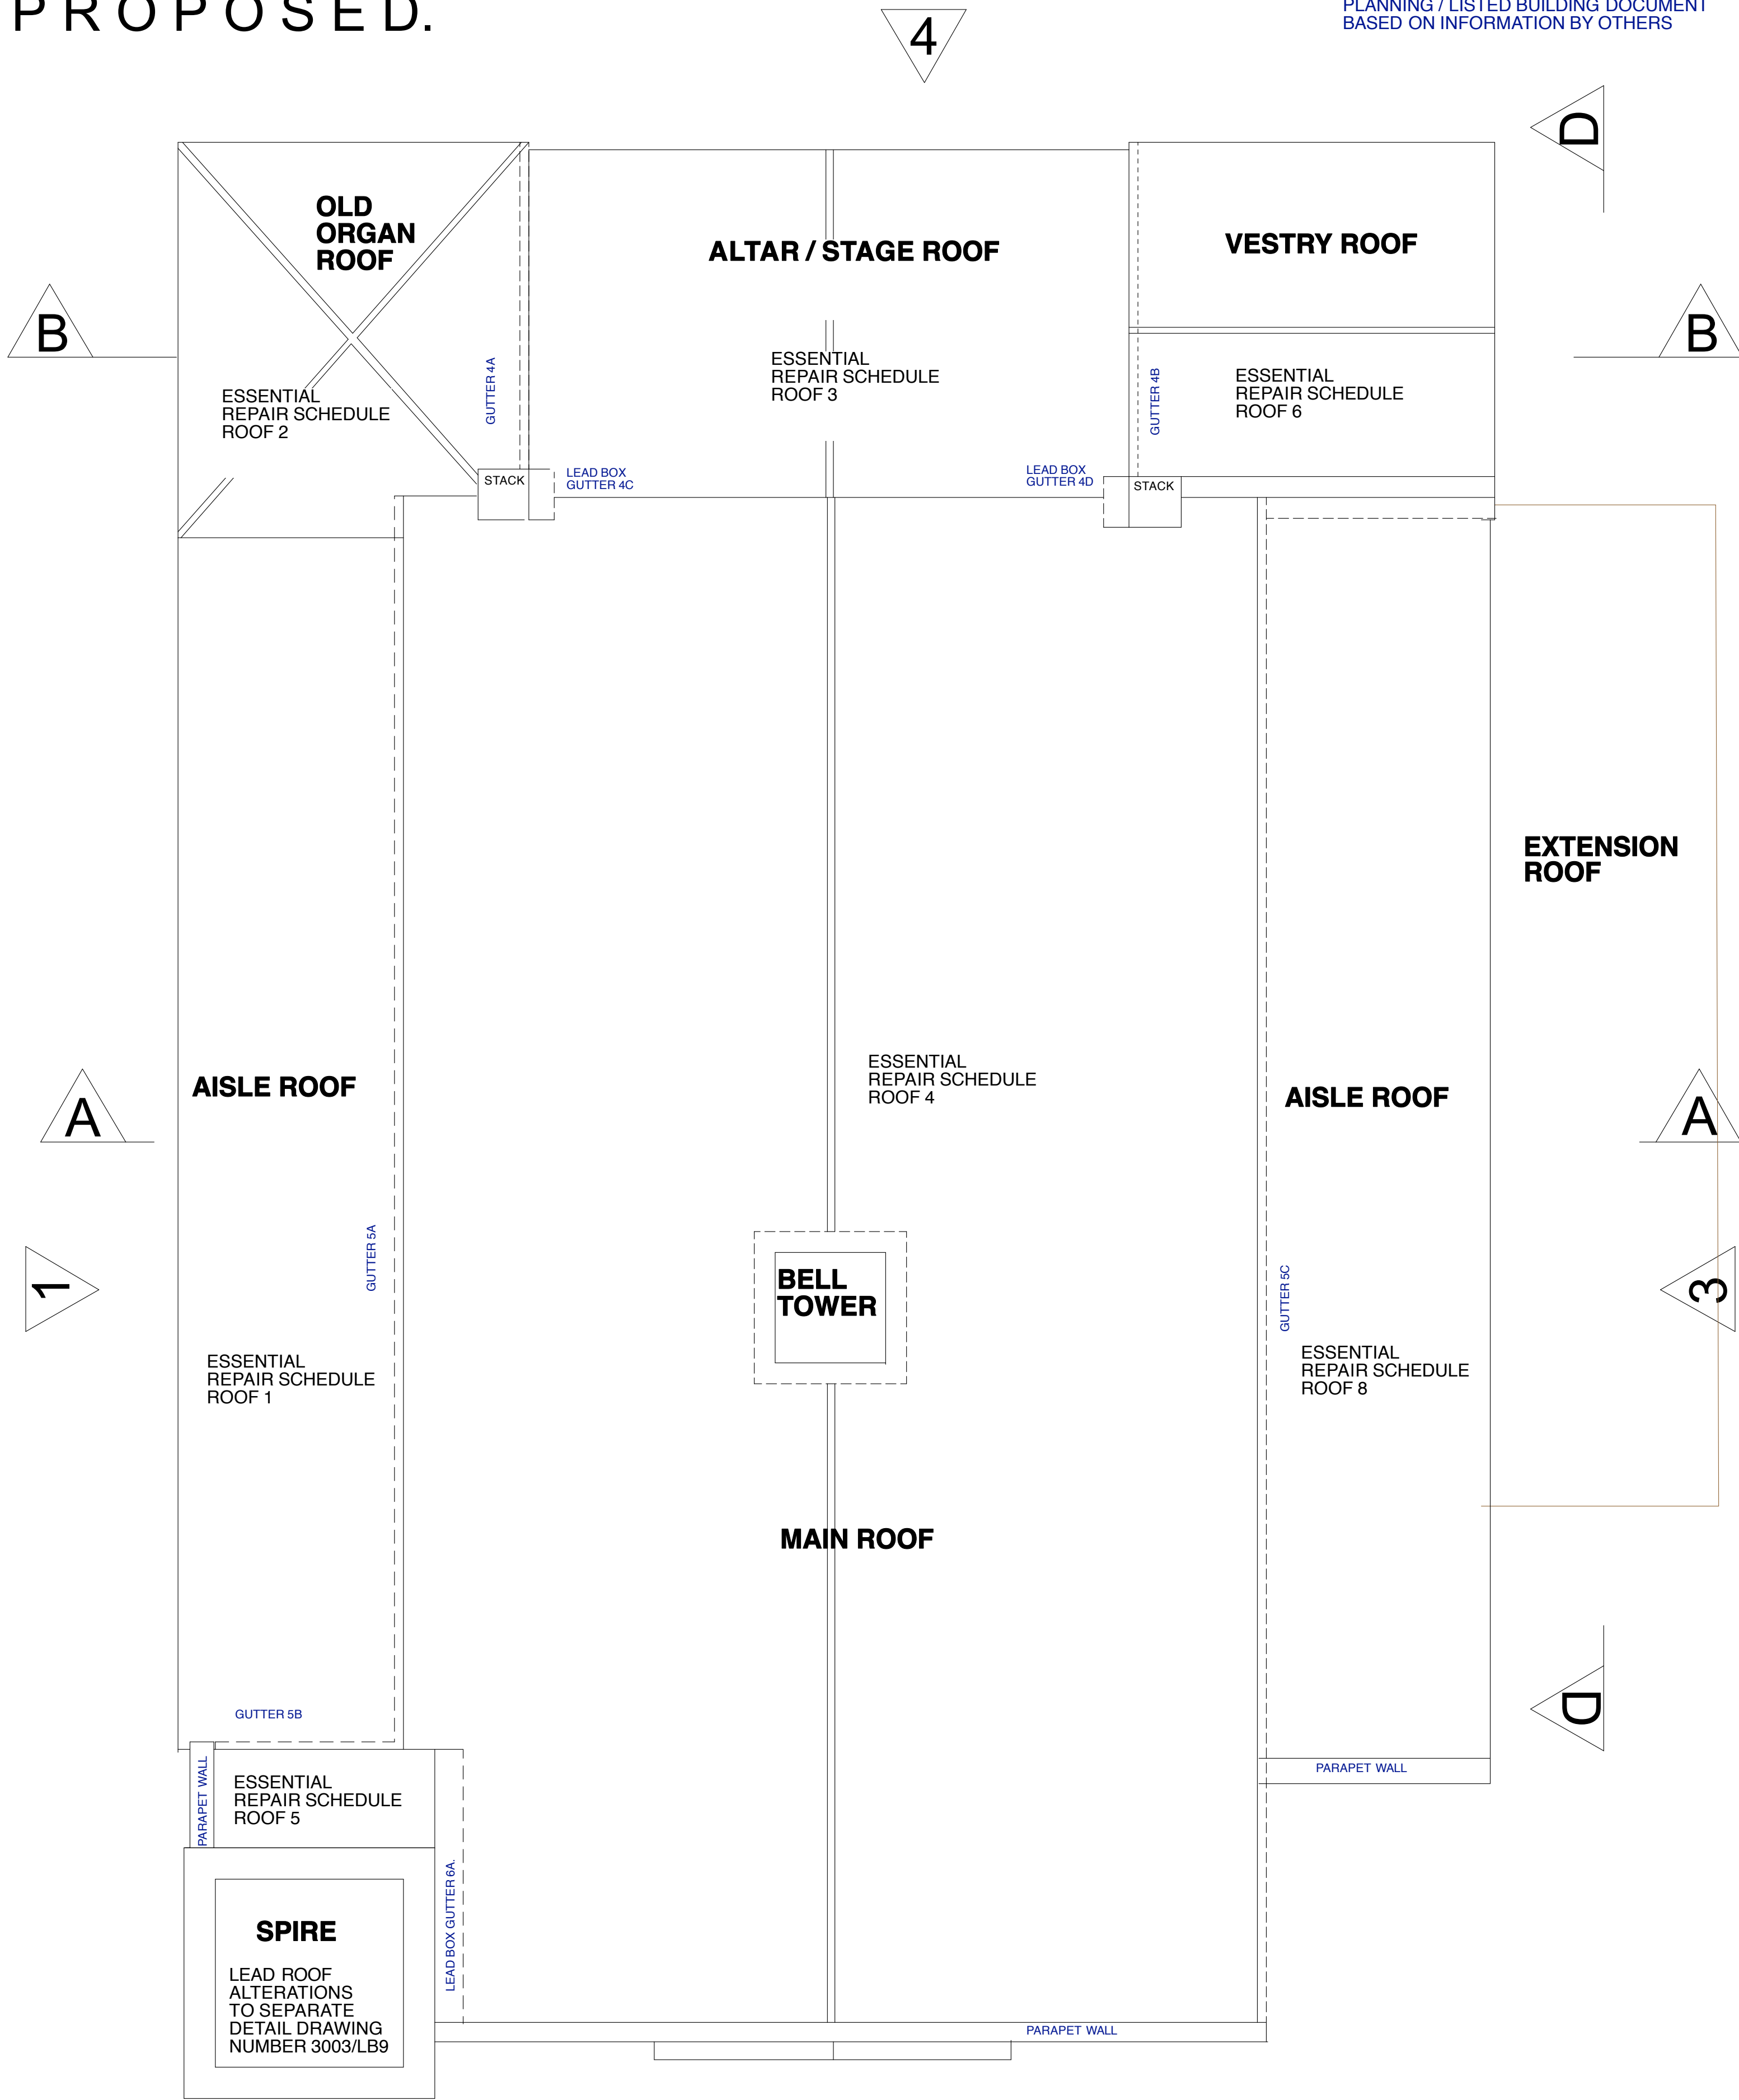 PROPOSED.
PLANNING / LISTED BUILDING DOCUMENT
BASED ON INFORMATION BY OTHERS
4
D
OLD
ORGAN
ROOF
ALTAR / STAGE ROOF
VESTRY ROOF
B
B
ESSENTIAL
REPAIR SCHEDULE
ROOF 2
GUTTER 4A
ESSENTIAL
REPAIR SCHEDULE
ROOF 3
GUTTER 4B
ESSENTIAL
REPAIR SCHEDULE
ROOF 6
STACK
LEAD BOX
GUTTER 4C
LEAD BOX
GUTTER 4D
STACK
EXTENSION
ROOF
AISLE ROOF
ESSENTIAL
REPAIR SCHEDULE
ROOF 4
AISLE ROOF
A
A
GUTTER 5A
1
BELL
TOWER
GUTTER 5C
3
ESSENTIAL
REPAIR SCHEDULE
ROOF 1
ESSENTIAL
REPAIR SCHEDULE
ROOF 8
MAIN ROOF
D
GUTTER 5B
PARAPET WALL
ESSENTIAL
REPAIR SCHEDULE
ROOF 5
PARAPET WALL
LEAD BOX GUTTER 6A.
SPIRE
LEAD ROOF
ALTERATIONS
TO SEPARATE
DETAIL DRAWING
NUMBER 3003/LB9
PARAPET WALL